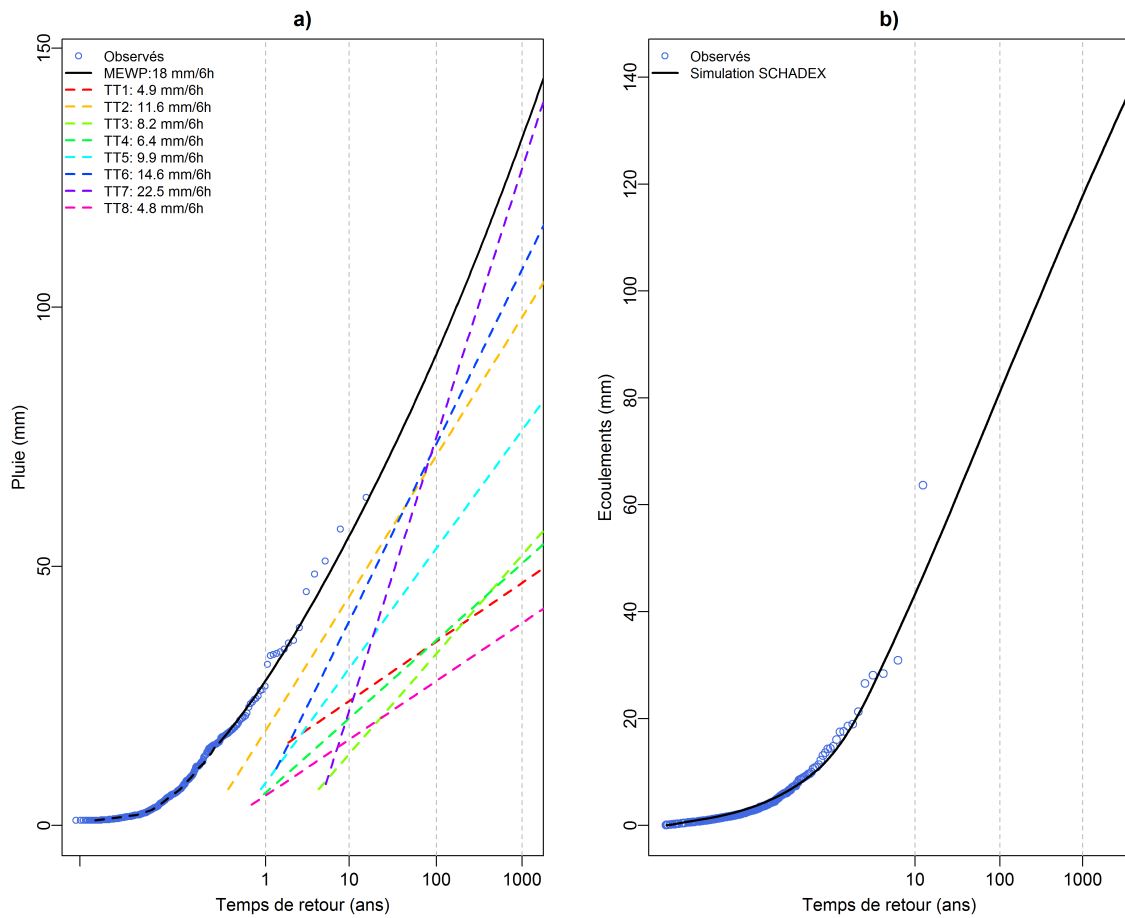 a)
Observés
MEWP:18 mm/6h
TT1: 4.9 mm/6h
TT2: 11.6 mm/6h
TT3: 8.2 mm/6h
TT4: 6.4 mm/6h
TT5: 9.9 mm/6h
TT6: 14.6 mm/6h
TT7: 22.5 mm/6h
TT8: 4.8 mm/6h
Pluie (mm)
150
100
50
0
1 10 100 1000
Temps de retour (ans)
b)
Observés
Simulation SCHADEX
Ecoulements (mm)
140
120
100
80
60
40
20
0
10 100 1000
Temps de retour (ans)